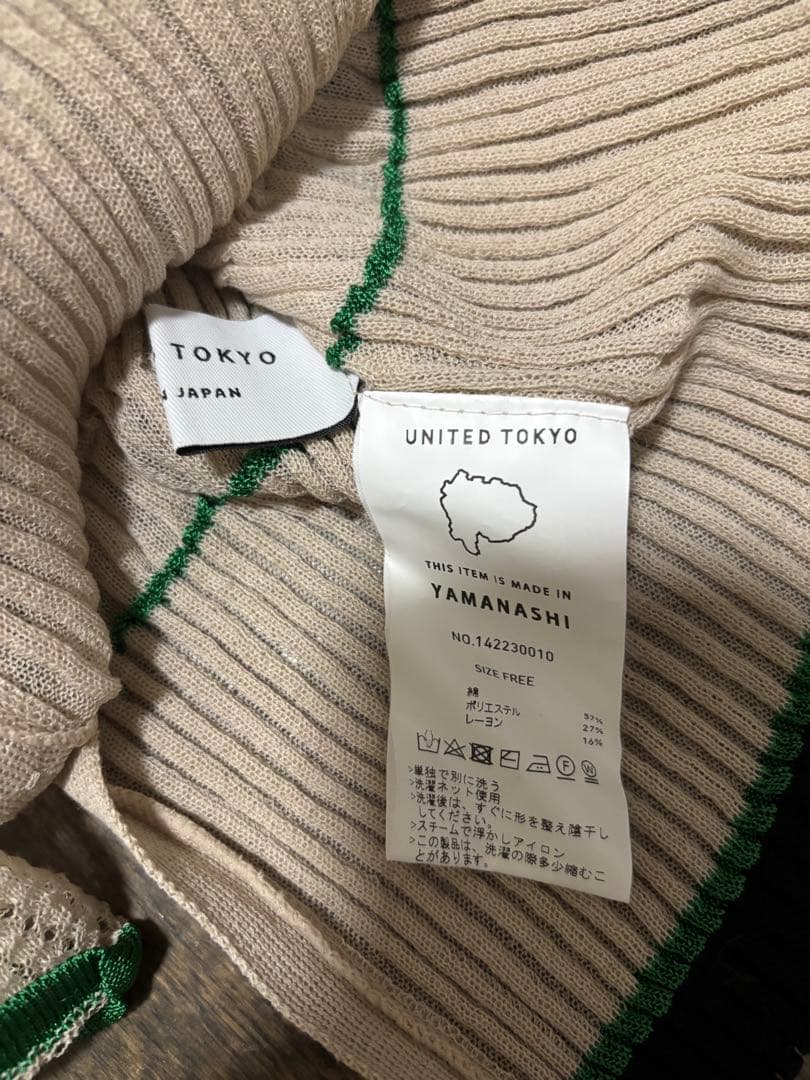 TOKYO
JAPAN
UNITED TOKYO
THIS ITEM IS MADE IN
YAMANASHI
NO.142230010
SIZE FREE
綿 57%
ポリエステル 27%
レーヨン 16%
F W
>単独で別に洗う
>洗濯ネット使用
>洗濯後は、すぐに形を整え陰干し
してください。
>スチームで浮かしアイロン
>この製品は、洗濯の際多少縮むこ
とがあります。